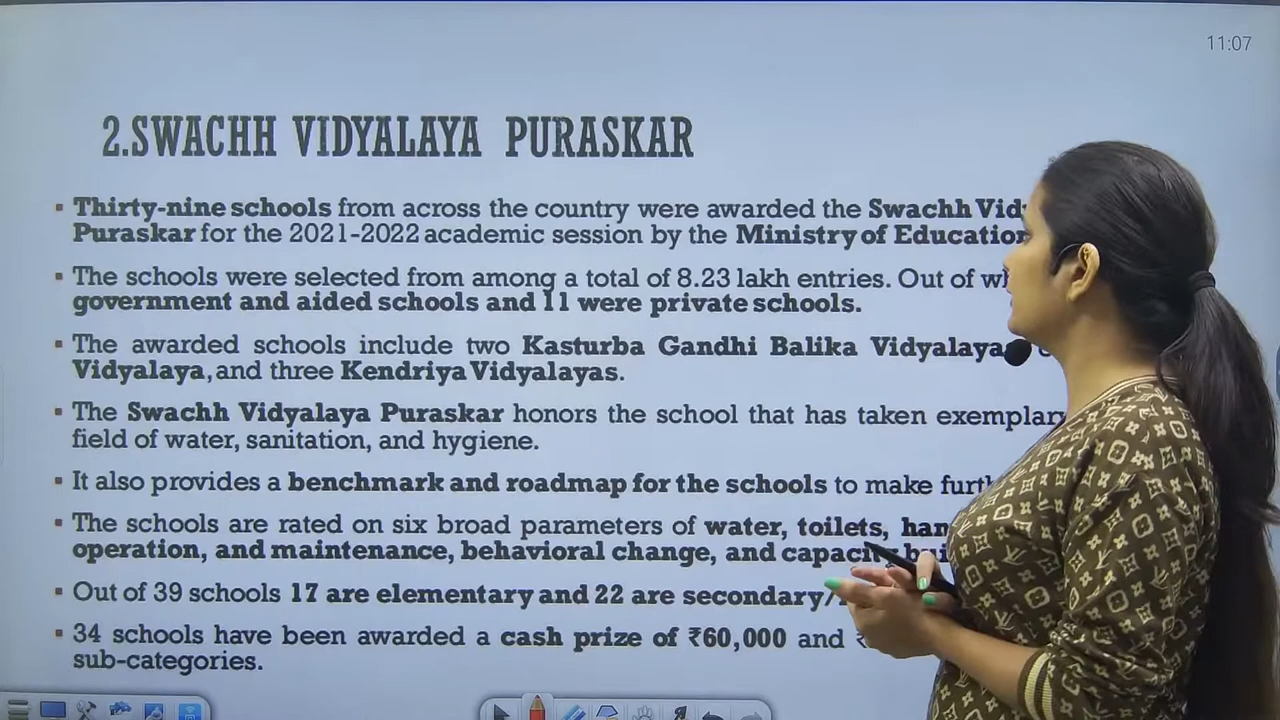 11:07
2.SWACHH VIDYALAYA PURASKAR
▪ Thirty-nine schools from across the country were awarded the Swachh
Puraskar for the 2021-2022 academic session by the Ministry of Education
▪ The schools were selected from among a total of 8.23 lakh entries. Out of
government and aided schools and 11 were private schools.
▪ The awarded schools include two Kasturba Gandhi Balika Vidyalaya
Vidyalaya, and three Kendriya Vidyalayas.
▪ The Swachh Vidyalaya Puraskar honors the school that has taken exemplary
field of water, sanitation, and hygiene.
▪ It also provides a benchmark and roadmap for the schools to make
▪ The schools are rated on six broad parameters of water, toilets,
operation, and maintenance, behavioral change, and capacity
▪ Out of 39 schools 17 are elementary and 22 are secondary/
▪ 34 schools have been awarded a cash prize of ₹60,000 and
sub-categories.